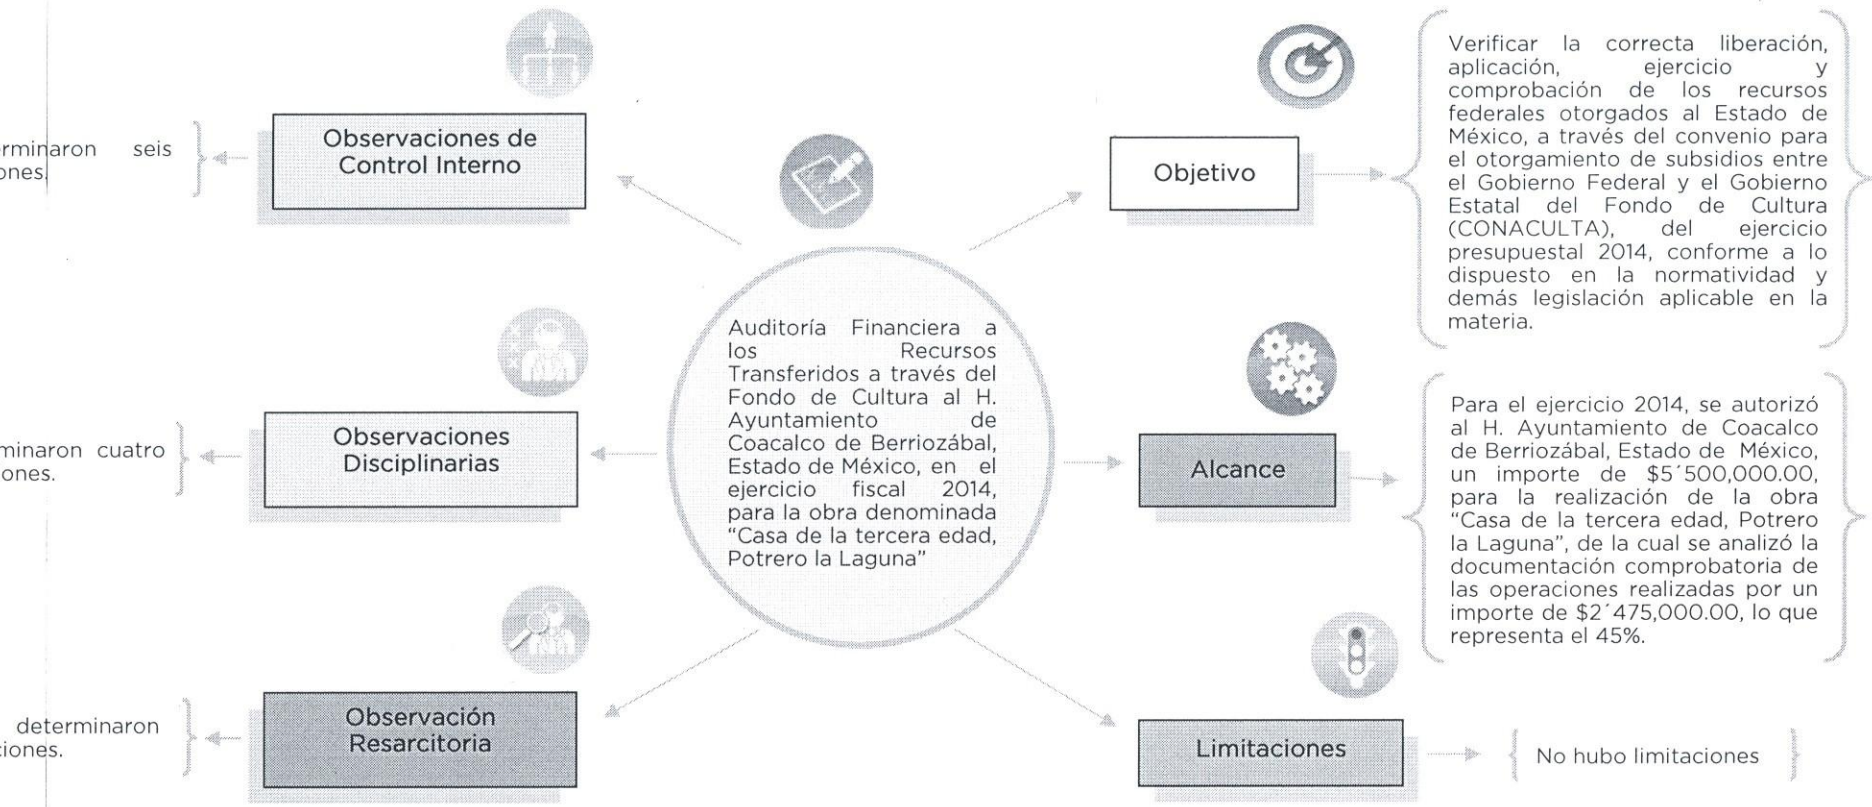 Observaciones de
Control Interno
seis
Observaciones
Disciplinarias
cuatro
Observación
Resarcitoria
determinaron
Auditoría Financiera a
los Recursos
Transferidos a través del
Fondo de Cultura al H.
Ayuntamiento de
Coacalco de Berriozábal,
Estado de México, en el
ejercicio fiscal 2014,
para la obra denominada
“Casa de la tercera edad,
Potrero la Laguna”
Objetivo
Verificar la correcta liberación,
aplicación, ejercicio y
comprobación de los recursos
federales otorgados al Estado de
México, a través del convenio para
el otorgamiento de subsidios entre
el Gobierno Federal y el Gobierno
Estatal del Fondo de Cultura
(CONACULTA), del ejercicio
presupuestal 2014, conforme a lo
dispuesto en la normatividad y
demás legislación aplicable en la
materia.
Alcance
Para el ejercicio 2014, se autorizó
al H. Ayuntamiento de Coacalco
de Berriozábal, Estado de México,
un importe de $5´500,000.00,
para la realización de la obra
“Casa de la tercera edad, Potrero
la Laguna”, de la cual se analizó la
documentación comprobatoria de
las operaciones realizadas por un
importe de $2´475,000.00, lo que
representa el 45%.
Limitaciones
No hubo limitaciones